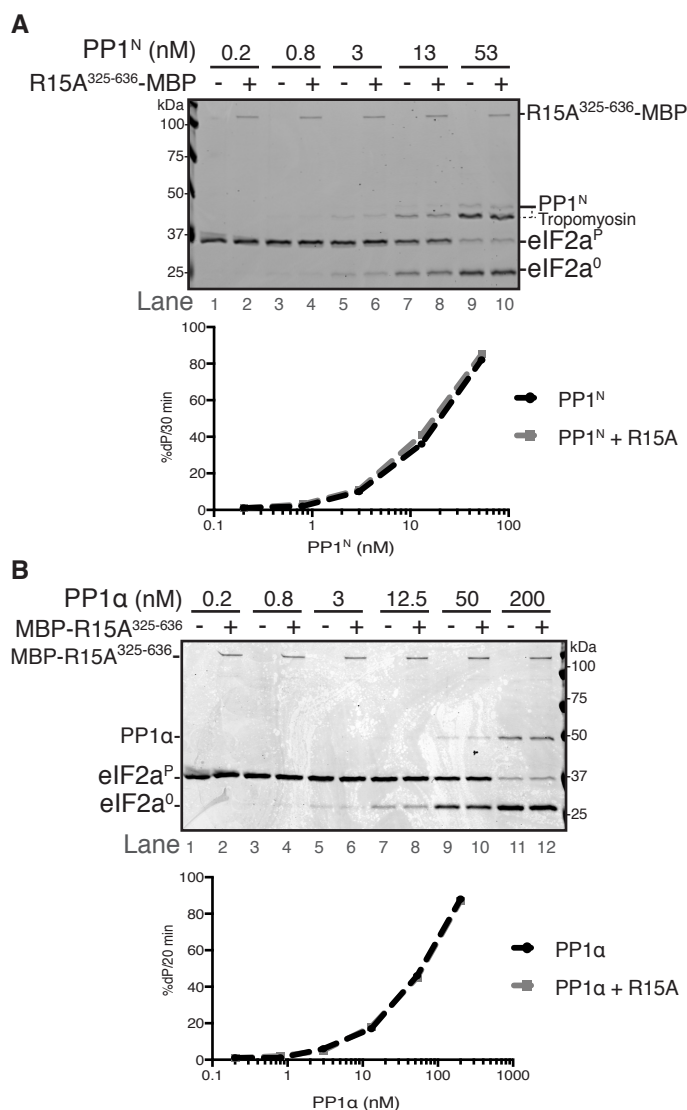 A
PP1ᴺ (nM) 0.2 0.8 3 13 53
R15A³²⁵⁻⁶³⁶-MBP - + - + - + - + - +
kDa
100-
75-
50-
37-
25-
-R15A³²⁵⁻⁶³⁶-MBP
PP1ᴺ
Tropomyosin
-eIF2aᴾ
-eIF2a⁰
Lane 1 2 3 4 5 6 7 8 9 10
100
80
60
40
20
0
%dP/30 min
0.1 1 10 100
PP1ᴺ (nM)
PP1ᴺ
PP1ᴺ + R15A
B
PP1α (nM) 0.2 0.8 3 12.5 50 200
MBP-R15A³²⁵⁻⁶³⁶ - + - + - + - + - + - +
MBP-R15A³²⁵⁻⁶³⁶-
PP1α-
eIF2aᴾ-
eIF2a⁰-
kDa
-100
-75
-50
-37
-25
Lane 1 2 3 4 5 6 7 8 9 10 11 12
100
80
60
40
20
0
%dP/20 min
0.1 1 10 100 1000
PP1α (nM)
PP1α
PP1α + R15A